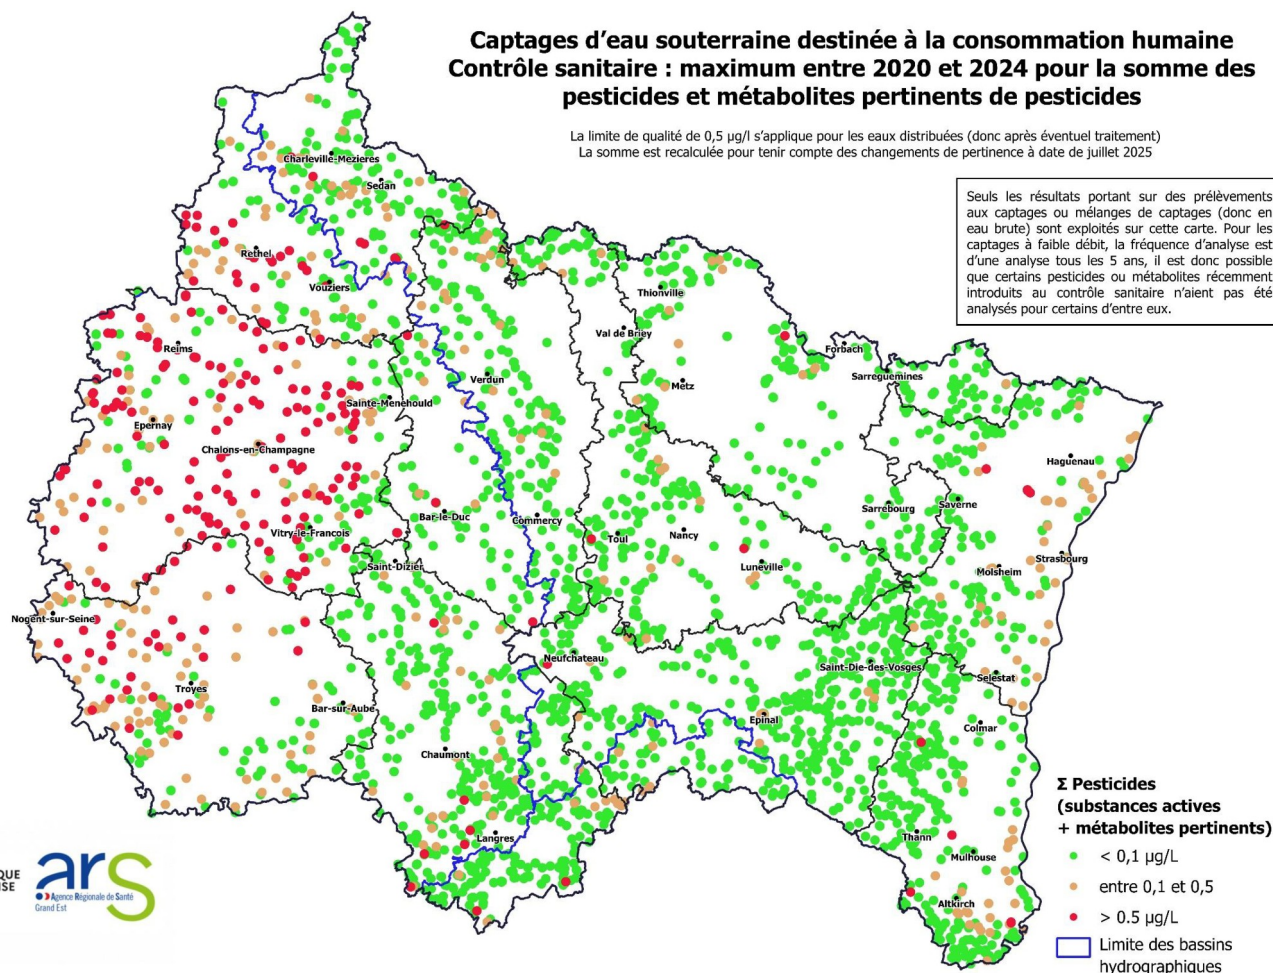 Captages d'eau souterraine destinée à la consommation humaine
Contrôle sanitaire : maximum entre 2020 et 2024 pour la somme des
pesticides et métabolites pertinents de pesticides
La limite de qualité de 0,5 µg/l s'applique pour les eaux distribuées (donc après éventuel traitement)
La somme est recalculée pour tenir compte des changements de pertinence à date de juillet 2025
Seuls les résultats portant sur des prélèvements
aux captages ou mélanges de captages (donc en
eau brute) sont exploités sur cette carte. Pour les
captages à faible débit, la fréquence d'analyse est
d'une analyse tous les 5 ans, il est donc possible
que certains pesticides ou métabolites récemment
introduits au contrôle sanitaire n'aient pas été
analysés pour certains d'entre eux.
Charleville-Mezieres
Sedan
Rethel
Vouziers
Thionville
Val de Briey
Reims
Forbach
Sarreguemines
Verdun
Metz
Sainte-Menehould
Epernay
Chalons-en-Champagne
Haguenau
Sarrebourg
Saverne
Bar-le-Duc
Commercy
Vitry-le-Francois
Toul
Nancy
Strasbourg
Saint-Dizier
Luneville
Molsheim
Nogent-sur-Seine
Neufchateau
Saint-Die-des-Vosges
Selestat
Troyes
Bar-sur-Aube
Epinal
Colmar
Chaumont
Langres
Thann
Mulhouse
Altkirch
Σ Pesticides
(substances actives
+ métabolites pertinents)
< 0,1 µg/L
entre 0,1 et 0,5
> 0.5 µg/L
Limite des bassins
hydrographiques
QUE
ISE
ars
Agence Régionale de Santé
Grand Est